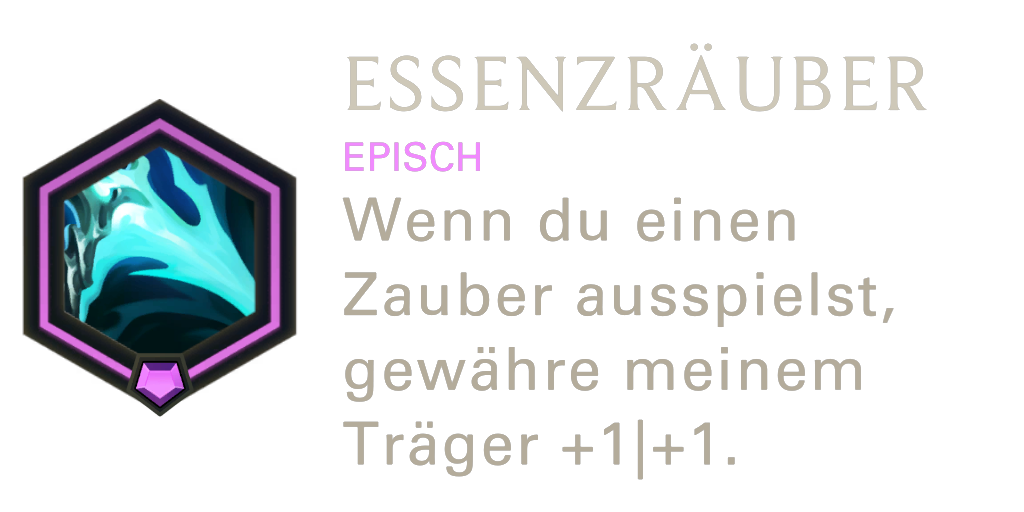 ESSENZRÄUBER
EPISCH
Wenn du einen
Zauber ausspielst,
gewähre meinem
Träger +1|+1.